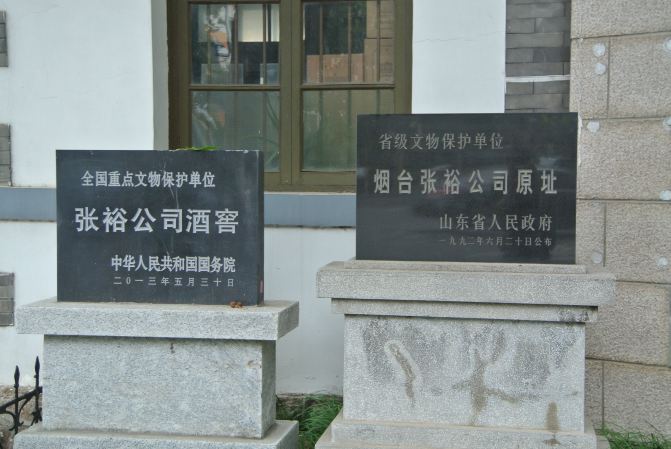 全国重点文物保护单位
张裕公司酒窖
中华人民共和国国务院
二〇一三年五月三十日
省级文物保护单位
烟台张裕公司原址
山东省人民政府
一九九二年六月二十日公布